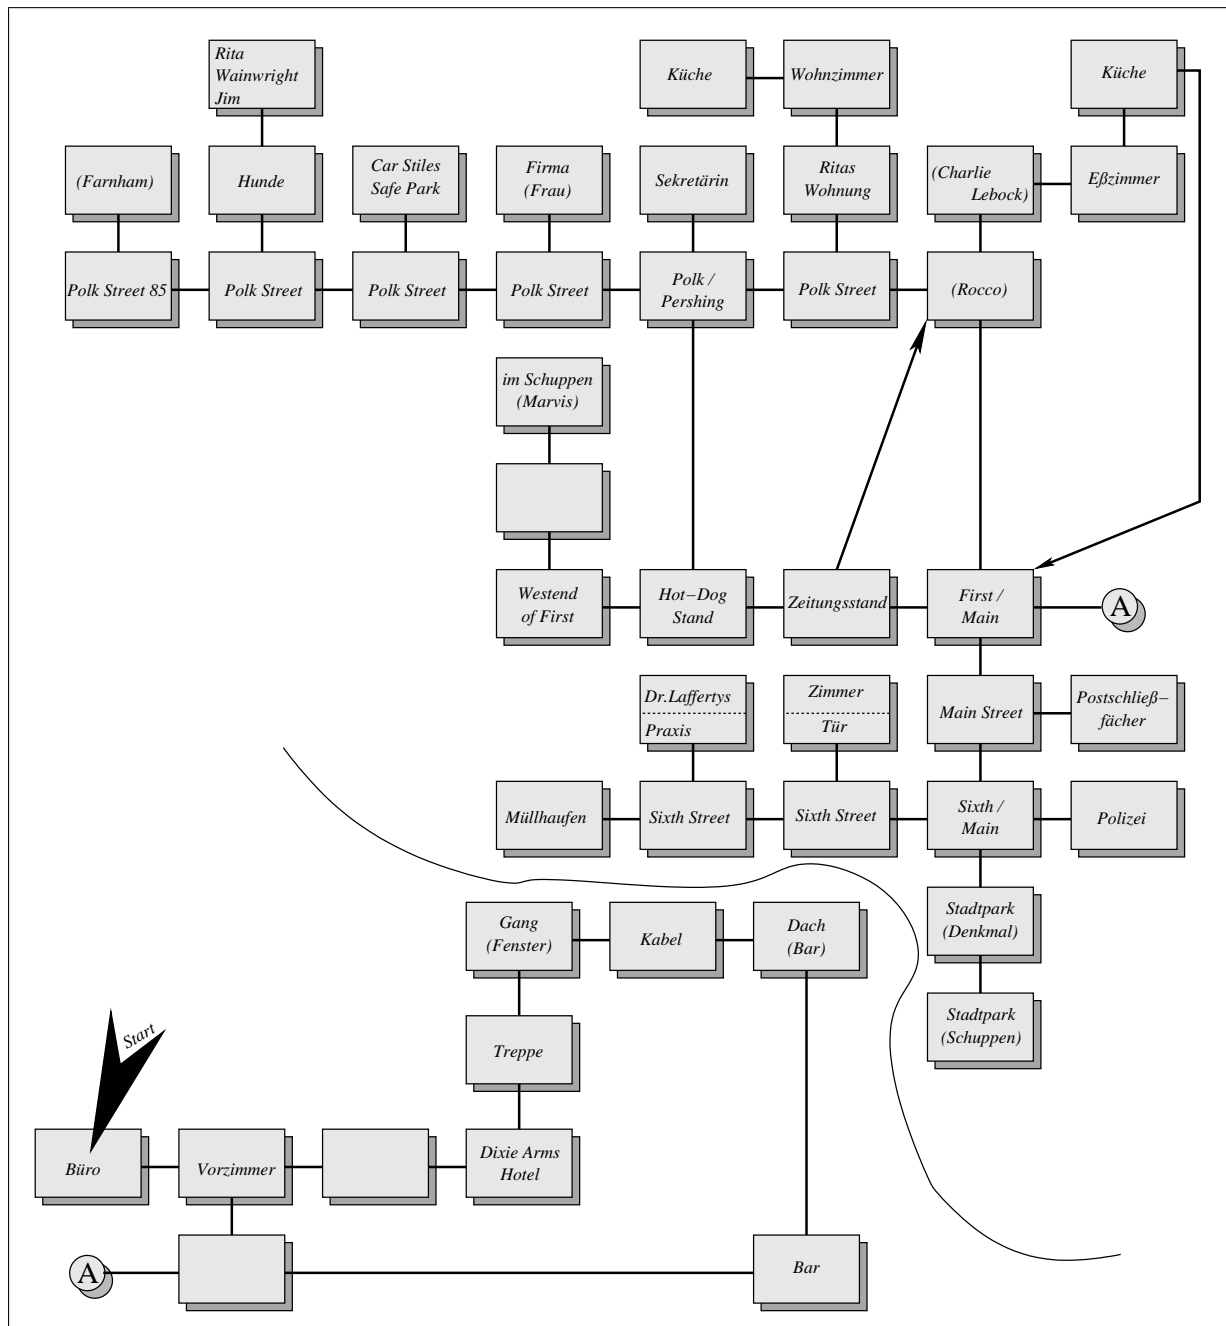 Rita
Wainwright
Jim
Küche
Wohnzimmer
Küche
(Farnham)
Hunde
Car Stiles
Safe Park
Firma
(Frau)
Sekretärin
Ritas
Wohnung
(Charlie
Lebock)
Eßzimmer
Polk Street 85
Polk Street
Polk Street
Polk Street
Polk /
Pershing
Polk Street
(Rocco)
im Schuppen
(Marvis)
Westend
of First
Hot–Dog
Stand
Zeitungsstand
First /
Main
A
Dr.Laffertys
Praxis
Zimmer
Tür
Main Street
Postschließ–
fächer
Müllhaufen
Sixth Street
Sixth Street
Sixth /
Main
Polizei
Gang
(Fenster)
Kabel
Dach
(Bar)
Stadtpark
(Denkmal)
Stadtpark
(Schuppen)
Start
Treppe
Büro
Vorzimmer
Dixie Arms
Hotel
A
Bar